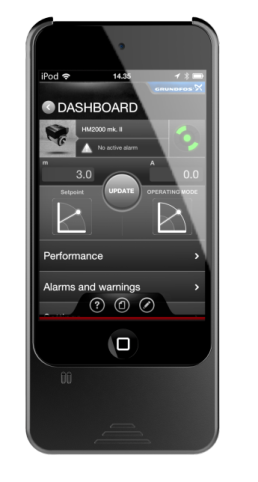 iPod 14.35
GRUNDFOS
DASHBOARD
HM2000 mk. II
No active alarm
m A
3.0 0.0
Setpoint UPDATE OPERATING MODE
Performance
Alarms and warnings
?